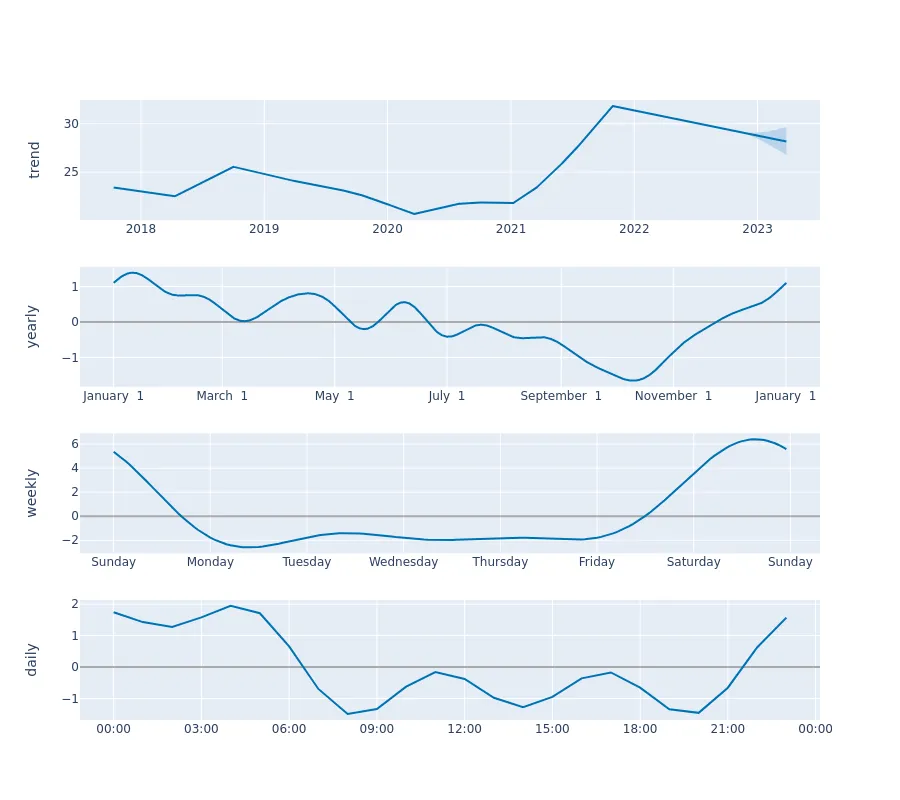 trend
30
25
2018 2019 2020 2021 2022 2023
yearly
1
0
−1
January 1 March 1 May 1 July 1 September 1 November 1 January 1
weekly
6
4
2
0
−2
Sunday Monday Tuesday Wednesday Thursday Friday Saturday Sunday
daily
2
1
0
−1
00:00 03:00 06:00 09:00 12:00 15:00 18:00 21:00 00:00